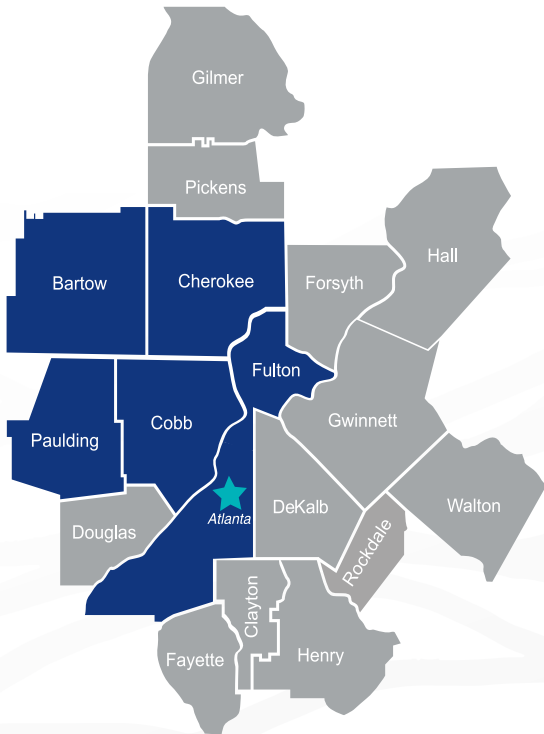 Gilmer
Pickens
Hall
Bartow
Cherokee
Forsyth
Fulton
Cobb
Gwinnett
Paulding
DeKalb
Walton
Atlanta
Douglas
Rockdale
Clayton
Fayette
Henry